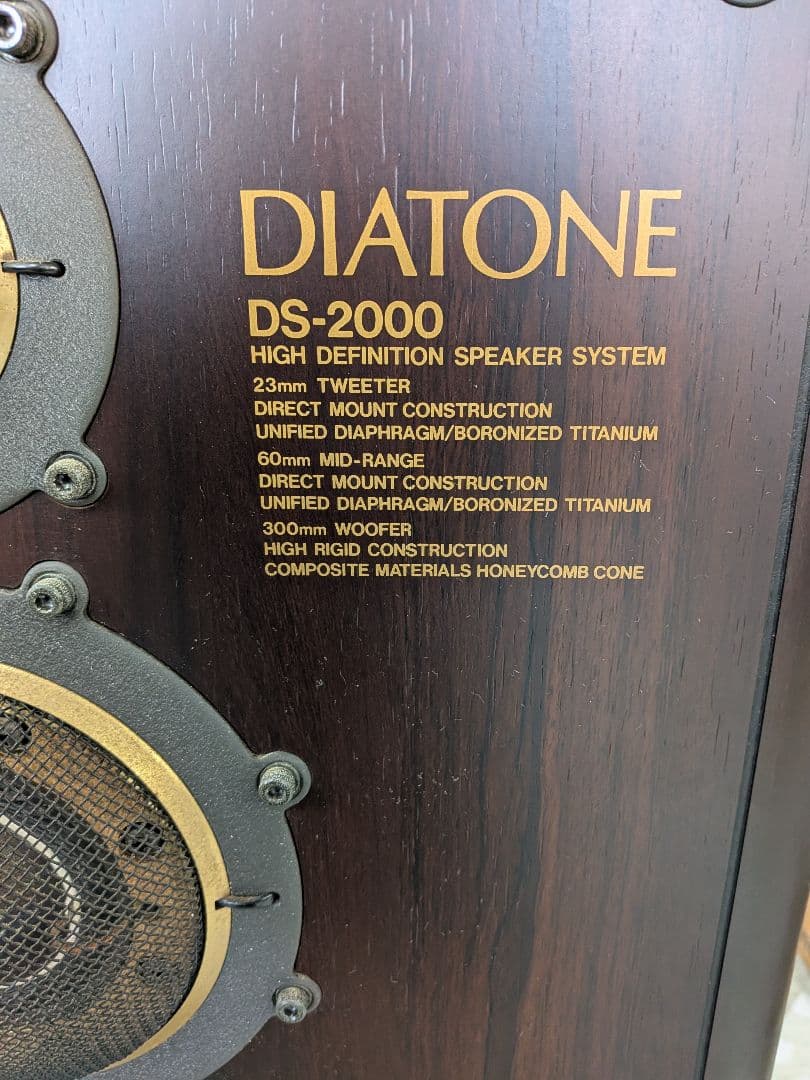 DIATONE
DS-2000
HIGH DEFINITION SPEAKER SYSTEM
23mm TWEETER
DIRECT MOUNT CONSTRUCTION
UNIFIED DIAPHRAGM/BORONIZED TITANIUM
60mm MID-RANGE
DIRECT MOUNT CONSTRUCTION
UNIFIED DIAPHRAGM/BORONIZED TITANIUM
300mm WOOFER
HIGH RIGID CONSTRUCTION
COMPOSITE MATERIALS HONEYCOMB CONE